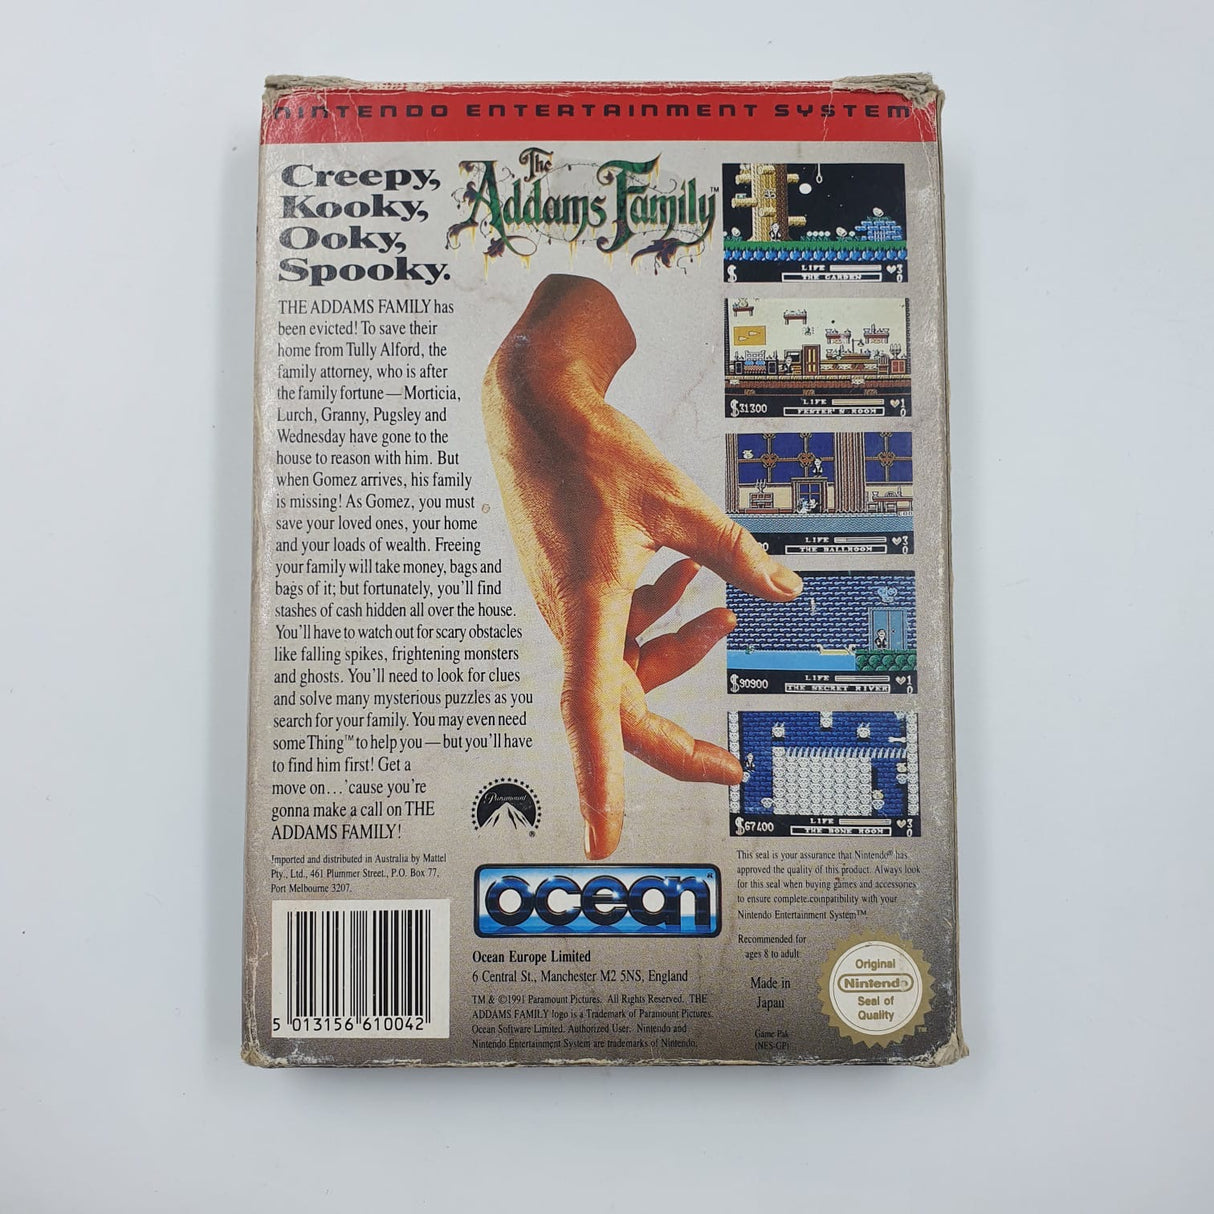 NINTENDO ENTERTAINMENT SYSTEM
Creepy,
Kooky,
Ooky,
Spooky.
The
Addams Family™
THE ADDAMS FAMILY has
been evicted! To save their
home from Tully Alford, the
family attorney, who is after
the family fortune — Morticia,
Lurch, Granny, Pugsley and
Wednesday have gone to the
house to reason with him. But
when Gomez arrives, his family
is missing! As Gomez, you must
save your loved ones, your home
and your loads of wealth. Freeing
your family will take money, bags and
bags of it; but fortunately, you'll find
stashes of cash hidden all over the house.
You'll have to watch out for scary obstacles
like falling spikes, frightening monsters
and ghosts. You'll need to look for clues
and solve many mysterious puzzles as you
search for your family. You may even need
someThing™ to help you — but you'll have
to find him first! Get a
move on...'cause you're
gonna make a call on THE
ADDAMS FAMILY!
Imported and distributed in Australia by Mattel
Pty., Ltd., 461 Plummer Street., P.O. Box 77,
Port Melbourne 3207.
5 013156 610042
$ LIFE 3
THE GARDEN 0
$31300 LIFE 1
FESTER'S ROOM 0
00 LIFE 3
THE BALLROOM 0
$90900 LIFE 1
THE SECRET RIVER 0
$67400 LIFE 3
THE BONE ROOM 0
Paramount
®
ocean®
Ocean Europe Limited
6 Central St., Manchester M2 5NS, England
TM & ©1991 Paramount Pictures. All Rights Reserved. THE
ADDAMS FAMILY logo is a Trademark of Paramount Pictures.
Ocean Software Limited. Authorized User. Nintendo and
Nintendo Entertainment System are trademarks of Nintendo.
This seal is your assurance that Nintendo® has
approved the quality of this product. Always look
for this seal when buying games and accessories
to ensure complete compatibility with your
Nintendo Entertainment System™.
Recommended for
ages 8 to adult.
Made in
Japan
Game Pak
(NES-GP)
Original
Nintendo
Seal of
Quality
™